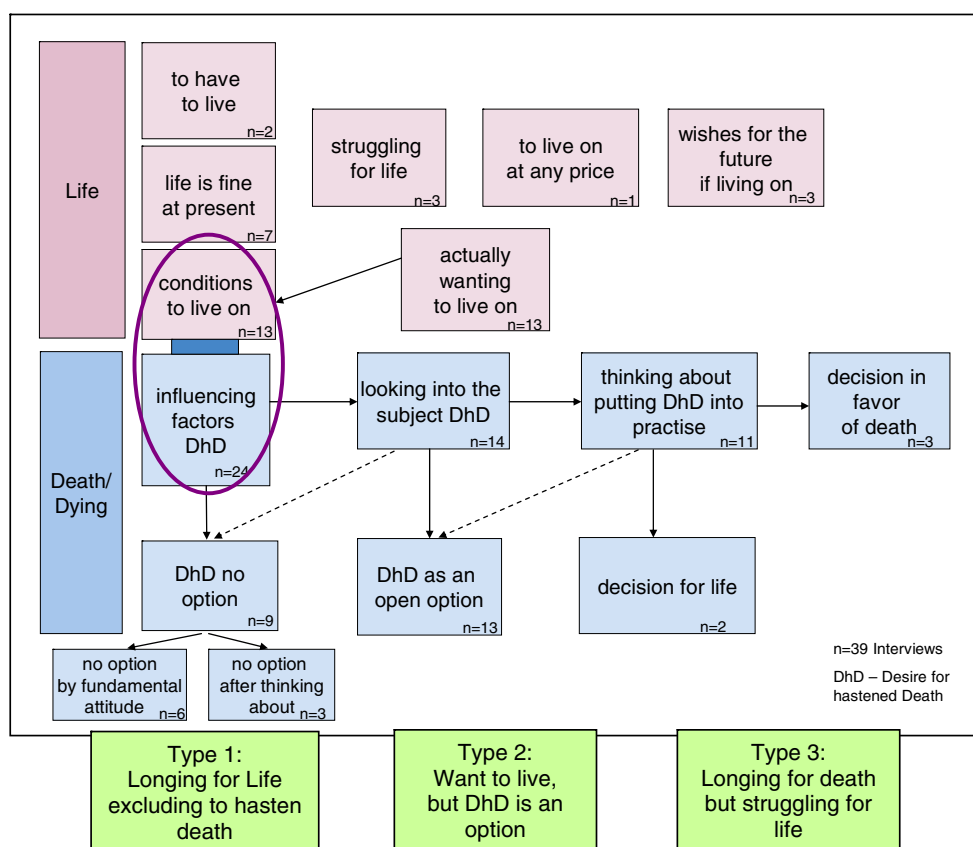 Life
to have
to live
n=2
life is fine
at present
n=7
conditions
to live on
n=13
struggling
for life
n=3
to live on
at any price
n=1
wishes for the
future
if living on
n=3
actually
wanting
to live on
n=13
Death/
Dying
influencing
factors
DhD
n=24
looking into the
subject DhD
n=14
thinking about
putting DhD into
practise
n=11
decision in
favor
of death
n=3
DhD no
option
n=9
DhD as an
open option
n=13
decision for life
n=2
no option
by fundamental
attitude
n=6
no option
after thinking
about
n=3
n=39 Interviews
DhD – Desire for
hastened Death
Type 1:
Longing for Life
excluding to hasten
death
Type 2:
Want to live,
but DhD is an
option
Type 3:
Longing for death
but struggling for
life